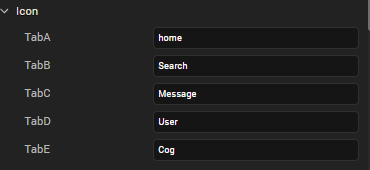 Icon
TabA home
TabB Search
TabC Message
TabD User
TabE Cog